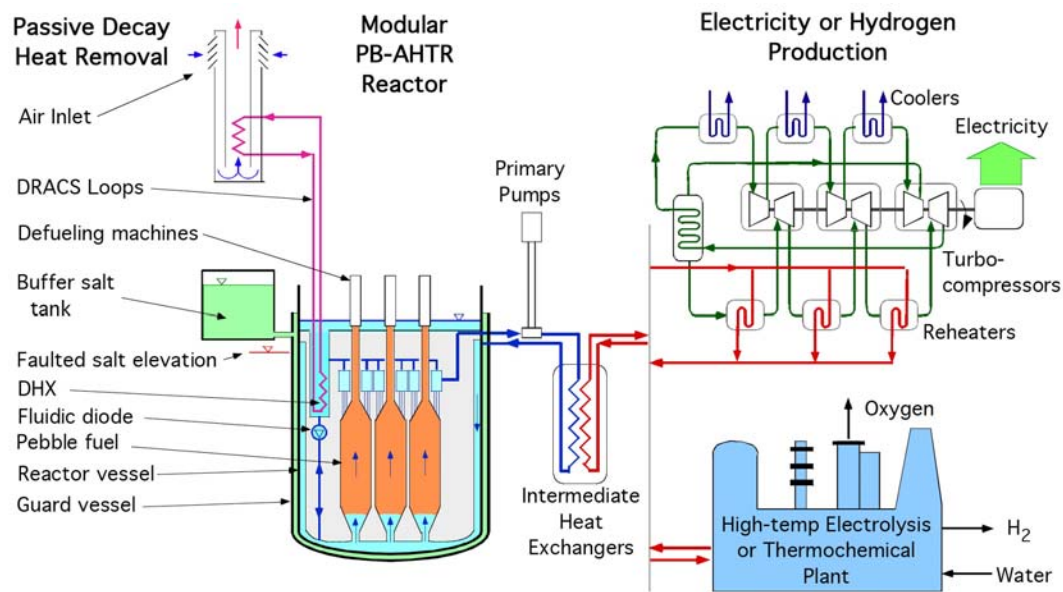 Passive Decay
Heat Removal
Modular
PB-AHTR
Reactor
Electricity or Hydrogen
Production
Air Inlet
DRACS Loops
Defueling machines
Buffer salt
tank
Faulted salt elevation
DHX
Fluidic diode
Pebble fuel
Reactor vessel
Guard vessel
Primary
Pumps
Intermediate
Heat
Exchangers
Coolers
Electricity
Turbo-
compressors
Reheaters
Oxygen
High-temp Electrolysis
or Thermochemical
Plant
H2
Water